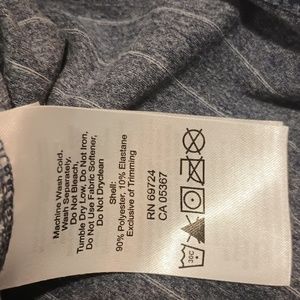 Machine Wash Cold,
Wash Separately,
Do Not Bleach,
Tumble Dry Low, Do Not Iron,
Do Not Use Fabric Softener,
Do Not Dryclean
Shell:
90% Polyester, 10% Elastane
Exclusive of Trimming
RN 69724
CA 05367
30C